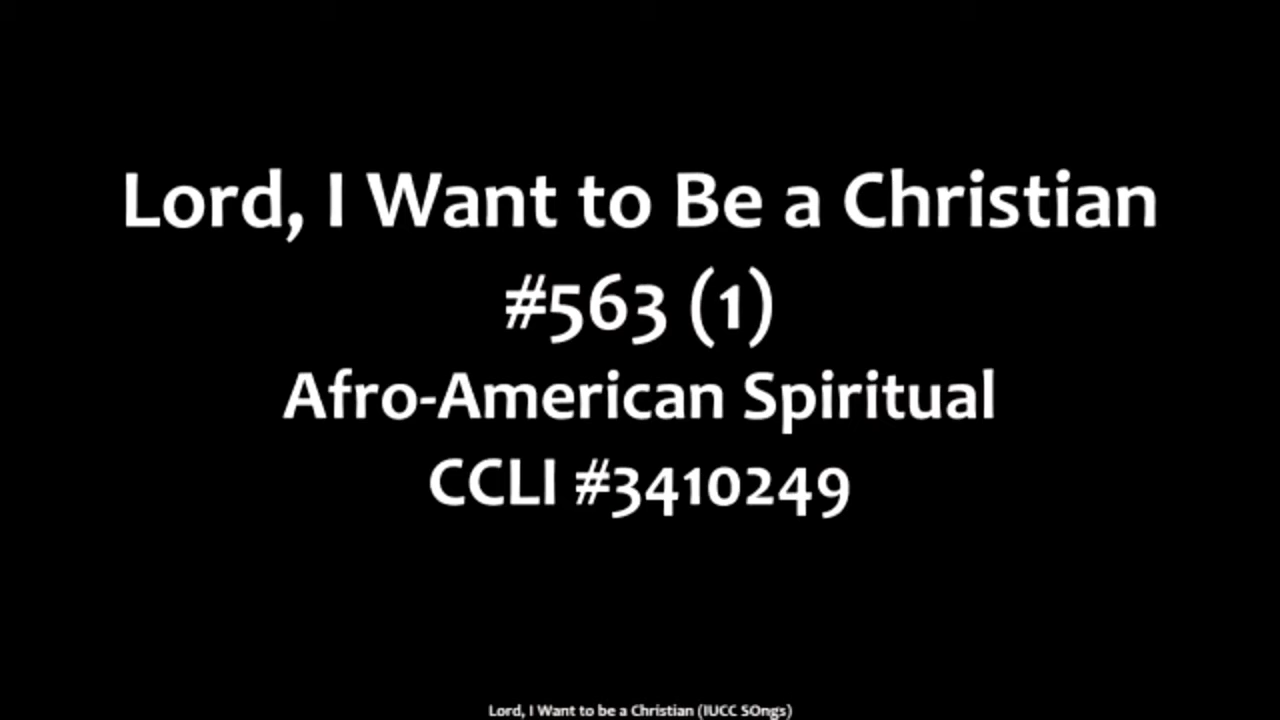 Lord, I Want to Be a Christian
#563 (1)
Afro-American Spiritual
CCLI #3410249
Lord, I Want to be a Christian (IUCC SOngs)